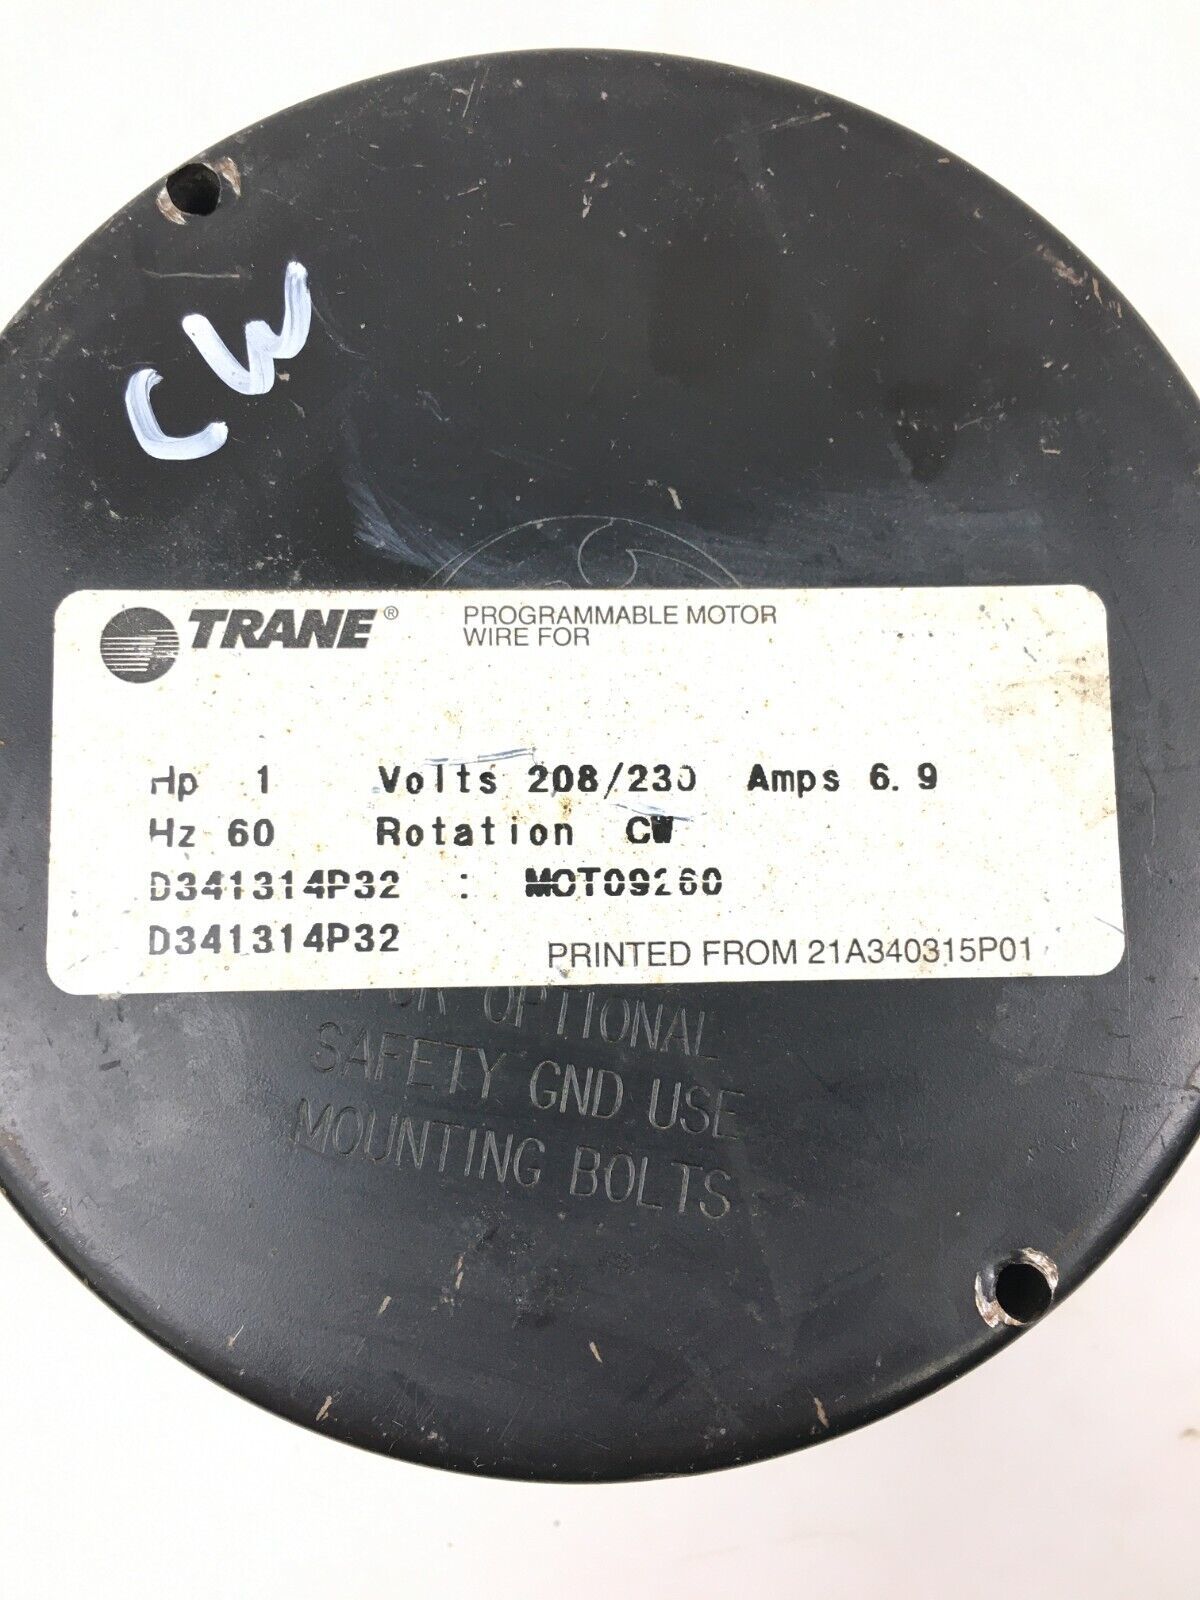 CW
TRANE®
PROGRAMMABLE MOTOR
WIRE FOR
Hp 1 Volts 208/230 Amps 6.9
Hz 60 Rotation CW
D341314P32 : MOT09260
D341314P32
PRINTED FROM 21A340315P01
FOR OPTIONAL
SAFETY GND USE
MOUNTING BOLTS